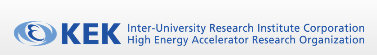 KEK Inter-University Research Institute Corporation
High Energy Accelerator Research Organization